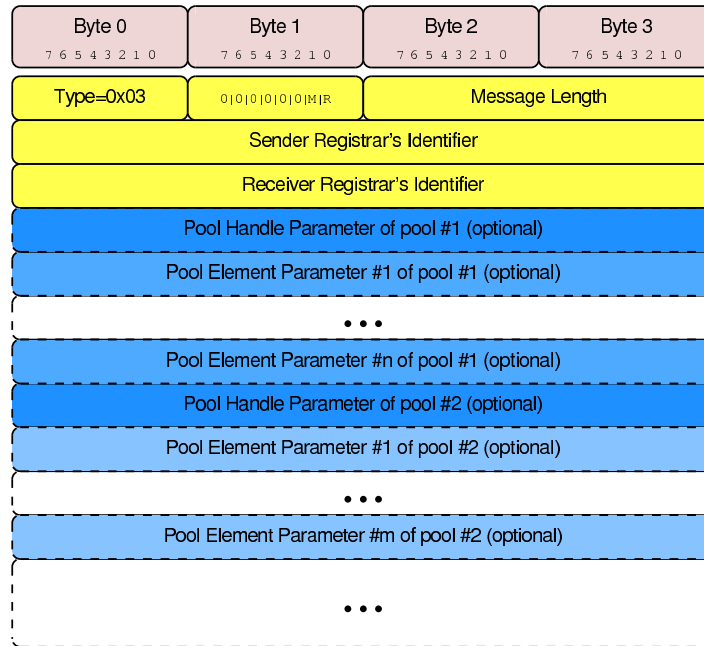 Byte 0 Byte 1 Byte 2 Byte 3
7 6 5 4 3 2 1 0 7 6 5 4 3 2 1 0 7 6 5 4 3 2 1 0 7 6 5 4 3 2 1 0
Type=0x03 0|0|0|0|0|0|M|R Message Length
Sender Registrar's Identifier
Receiver Registrar's Identifier
Pool Handle Parameter of pool #1 (optional)
Pool Element Parameter #1 of pool #1 (optional)
...
Pool Element Parameter #n of pool #1 (optional)
Pool Handle Parameter of pool #2 (optional)
Pool Element Parameter #1 of pool #2 (optional)
...
Pool Element Parameter #m of pool #2 (optional)
...